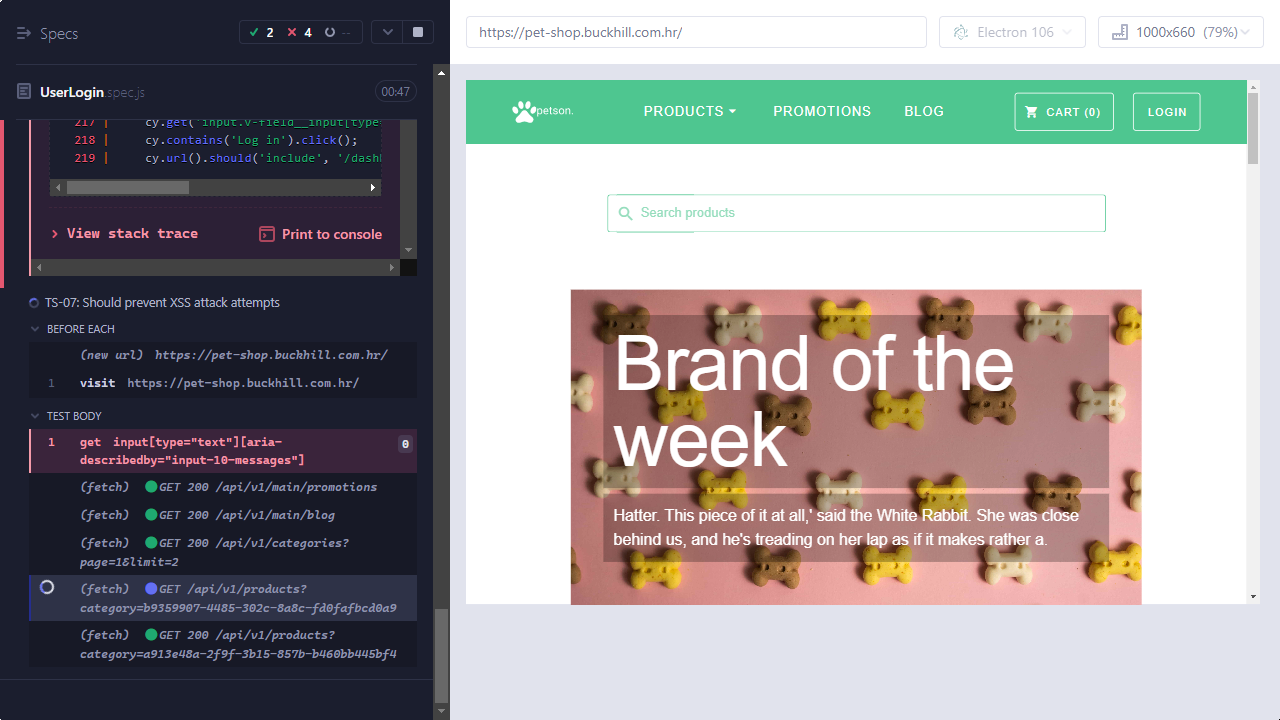 Specs
2
4
--
UserLogin.spec.js
00:47
217 | cy.get('input.v-field__input[type=
218 | cy.contains('Log in').click();
219 | cy.url().should('include', '/dash
View stack trace
Print to console
TS-07: Should prevent XSS attack attempts
BEFORE EACH
(new url) https://pet-shop.buckhill.com.hr/
1 visit https://pet-shop.buckhill.com.hr/
TEST BODY
1 get input[type="text"][aria-
describedby="input-10-messages"]
0
(fetch) GET 200 /api/v1/main/promotions
(fetch) GET 200 /api/v1/main/blog
(fetch) GET 200 /api/v1/categories?
page=1&limit=2
(fetch) GET /api/v1/products?
category=b9359907-4485-302c-8a8c-fd0fafbcd0a9
(fetch) GET 200 /api/v1/products?
category=a913e48a-2f9f-3b15-857b-b460bb445bf4
https://pet-shop.buckhill.com.hr/
Electron 106
1000x660 (79%)
petson.
PRODUCTS
PROMOTIONS
BLOG
CART (0)
LOGIN
Search products
Brand of the
week
Hatter. This piece of it at all,' said the White Rabbit. She was close
behind us, and he's treading on her lap as if it makes rather a.